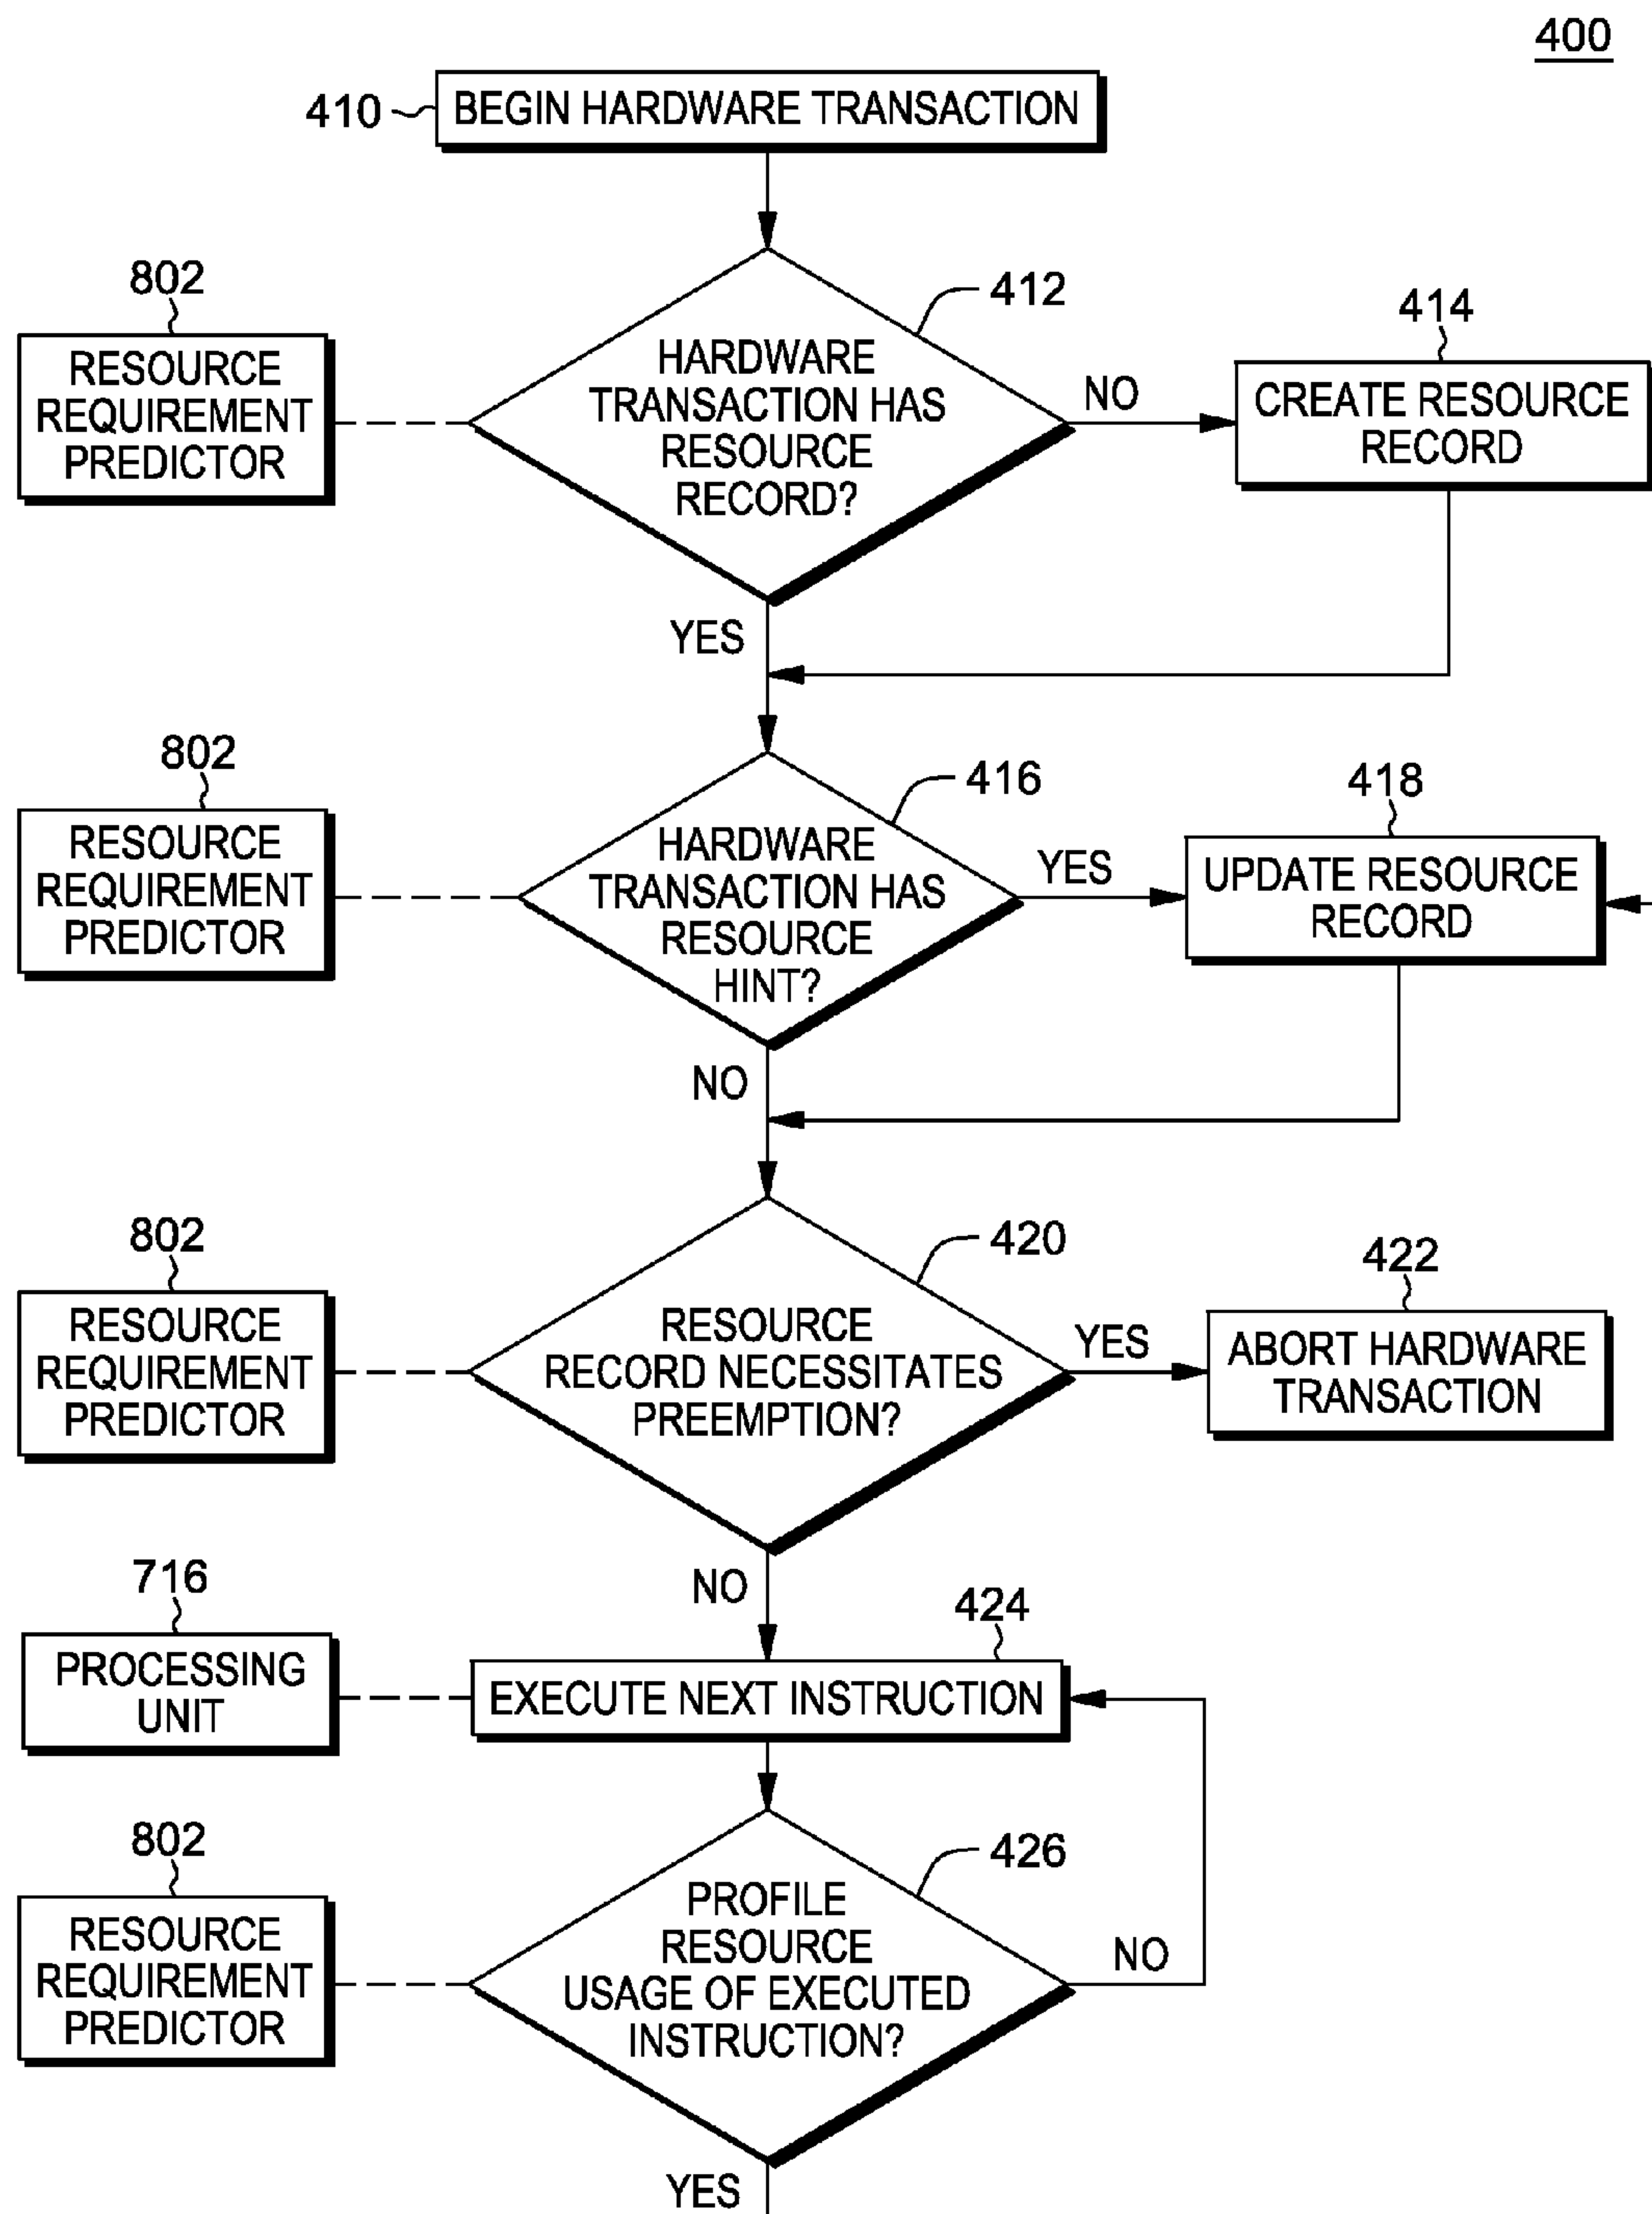 400
410
BEGIN HARDWARE TRANSACTION
802
RESOURCE
REQUIREMENT
PREDICTOR
412
HARDWARE
TRANSACTION HAS
RESOURCE
RECORD?
NO
414
CREATE RESOURCE
RECORD
YES
802
RESOURCE
REQUIREMENT
PREDICTOR
416
HARDWARE
TRANSACTION HAS
RESOURCE
HINT?
YES
418
UPDATE RESOURCE
RECORD
NO
802
RESOURCE
REQUIREMENT
PREDICTOR
420
RESOURCE
RECORD NECESSITATES
PREEMPTION?
YES
422
ABORT HARDWARE
TRANSACTION
NO
716
PROCESSING
UNIT
424
EXECUTE NEXT INSTRUCTION
802
RESOURCE
REQUIREMENT
PREDICTOR
426
PROFILE
RESOURCE
USAGE OF EXECUTED
INSTRUCTION?
NO
YES